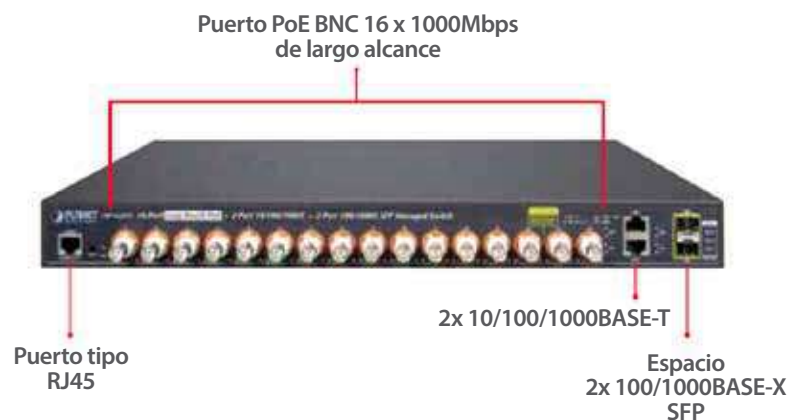 Puerto PoE BNC 16 x 1000Mbps
de largo alcance
PLANET
2x 10/100/1000BASE-T
Puerto tipo
RJ45
Espacio
2x 100/1000BASE-X
SFP